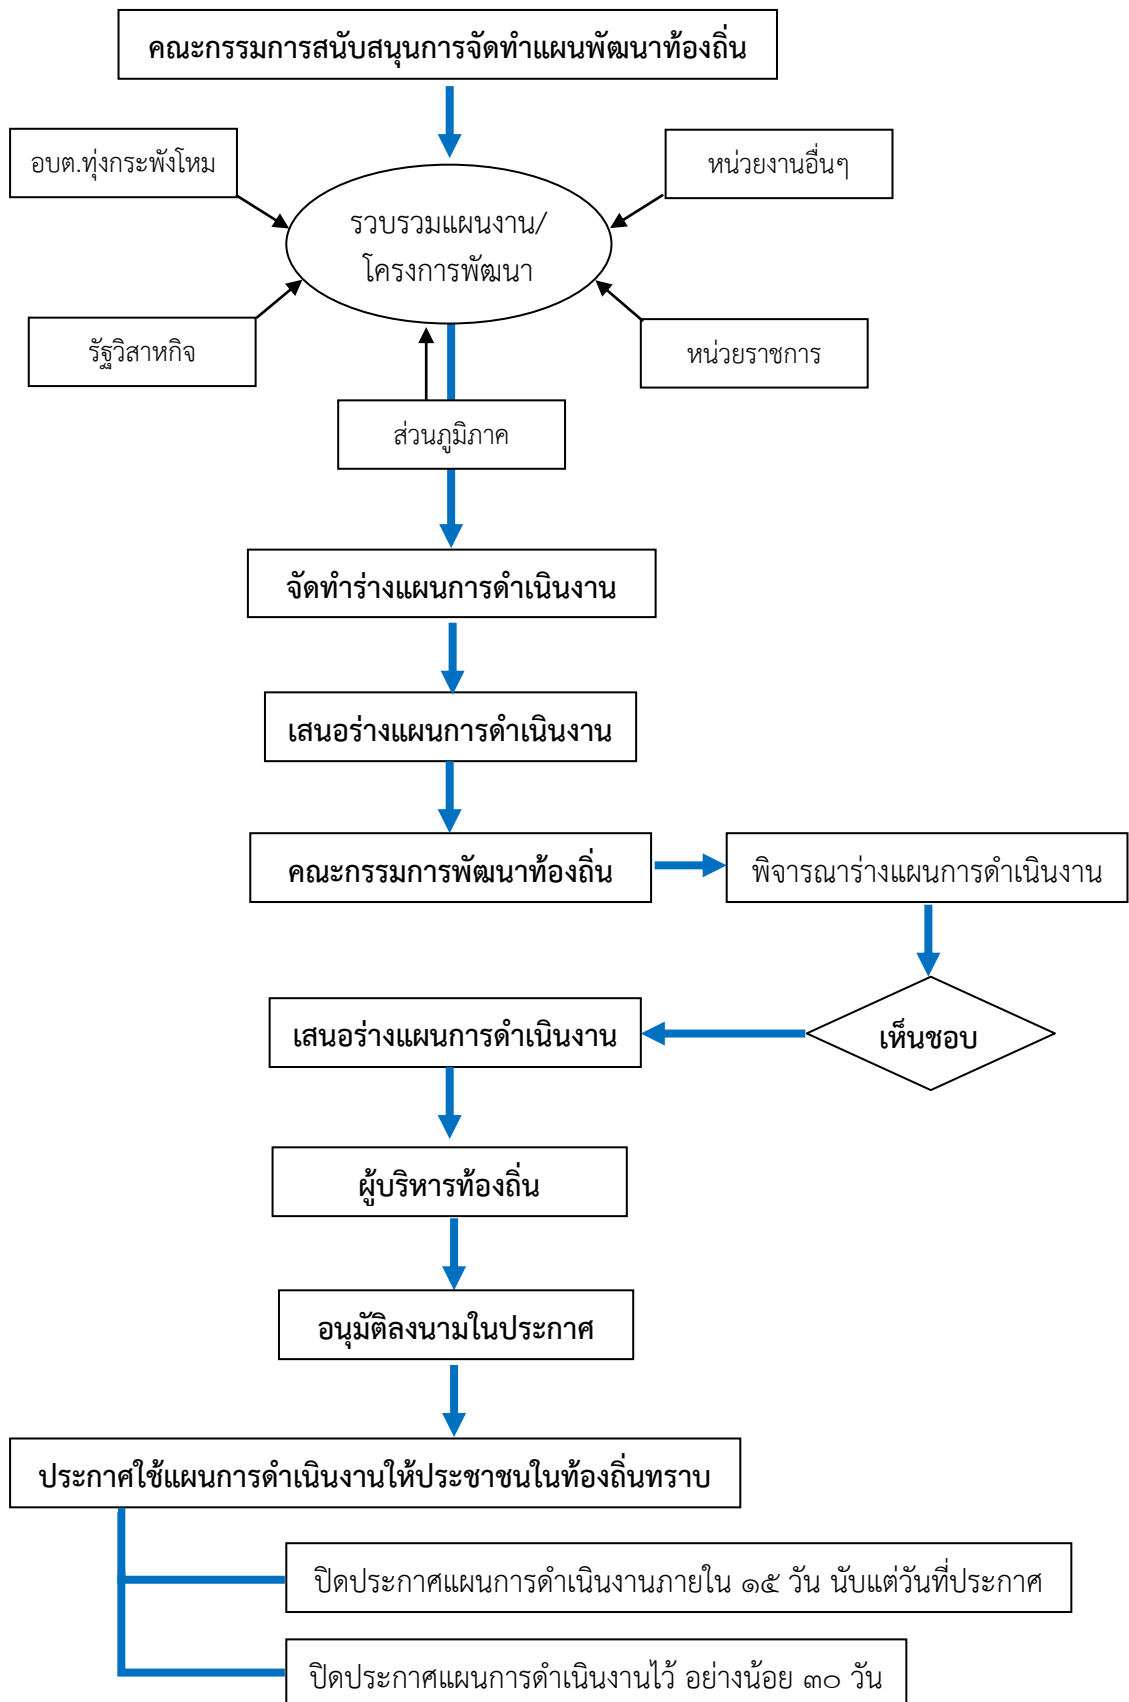 คณะกรรมการสนับสนุนการจัดทำแผนพัฒนาท้องถิ่น
อบต.ทุ่งกระพังโหม
หน่วยงานอื่นๆ
รวบรวมแผนงาน/
โครงการพัฒนา
รัฐวิสาหกิจ
หน่วยราชการ
ส่วนภูมิภาค
จัดทำร่างแผนการดำเนินงาน
เสนอร่างแผนการดำเนินงาน
คณะกรรมการพัฒนาท้องถิ่น
พิจารณาร่างแผนการดำเนินงาน
เห็นชอบ
เสนอร่างแผนการดำเนินงาน
ผู้บริหารท้องถิ่น
อนุมัติลงนามในประกาศ
ประกาศใช้แผนการดำเนินงานให้ประชาชนในท้องถิ่นทราบ
ปิดประกาศแผนการดำเนินงานภายใน ๑๕ วัน นับแต่วันที่ประกาศ
ปิดประกาศแผนการดำเนินงานไว้ อย่างน้อย ๓๐ วัน